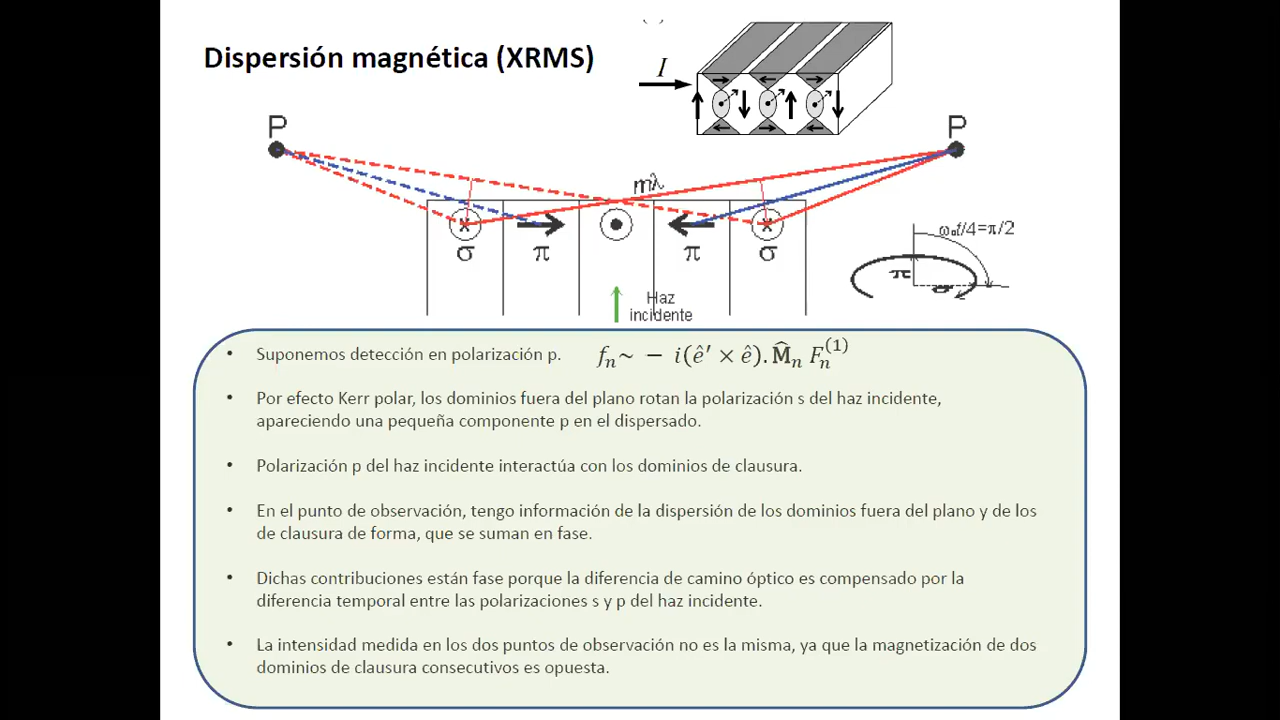 Dispersión magnética (XRMS)
I
P
P
mλ
σ
π
π
σ
ω₀t/4=π/2
π
σ
Haz
incidente
• Suponemos detección en polarización p. fₙ~ − i(ê′ × ê). M̂ₙ Fₙ⁽¹⁾
• Por efecto Kerr polar, los dominios fuera del plano rotan la polarización s del haz incidente,
apareciendo una pequeña componente p en el dispersado.
• Polarización p del haz incidente interactúa con los dominios de clausura.
• En el punto de observación, tengo información de la dispersión de los dominios fuera del plano y de los
de clausura de forma, que se suman en fase.
• Dichas contribuciones están fase porque la diferencia de camino óptico es compensado por la
diferencia temporal entre las polarizaciones s y p del haz incidente.
• La intensidad medida en los dos puntos de observación no es la misma, ya que la magnetización de dos
dominios de clausura consecutivos es opuesta.